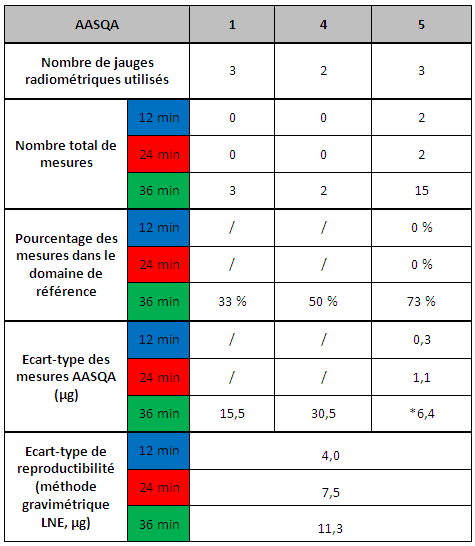 AASQA 1 4 5
Nombre de jauges
radiométriques utilisés 3 2 3
Nombre total de
mesures
12 min 0 0 2
24 min 0 0 2
36 min 3 2 15
Pourcentage des
mesures dans le
domaine de
référence
12 min / / 0 %
24 min / / 0 %
36 min 33 % 50 % 73 %
Ecart-type des
mesures AASQA
(µg)
12 min / / 0,3
24 min / / 1,1
36 min 15,5 30,5 *6,4
Ecart-type de
reproductibilité
(méthode
gravimétrique
LNE, µg)
12 min 4,0
24 min 7,5
36 min 11,3